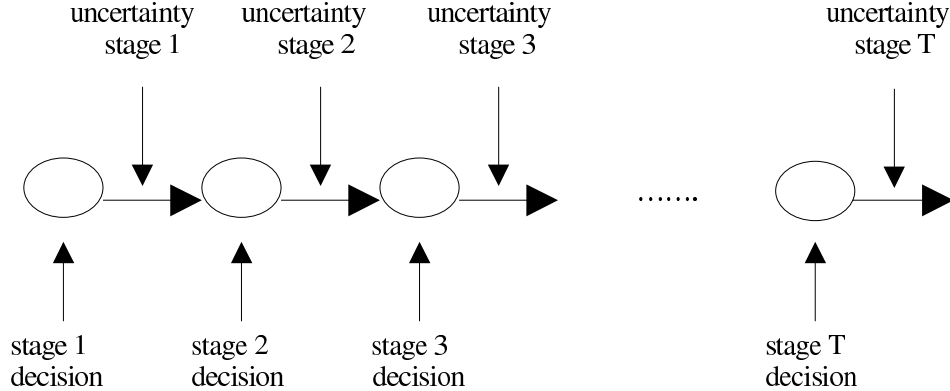 uncertainty
stage 1
uncertainty
stage 2
uncertainty
stage 3
uncertainty
stage T
.......
stage 1
decision
stage 2
decision
stage 3
decision
stage T
decision